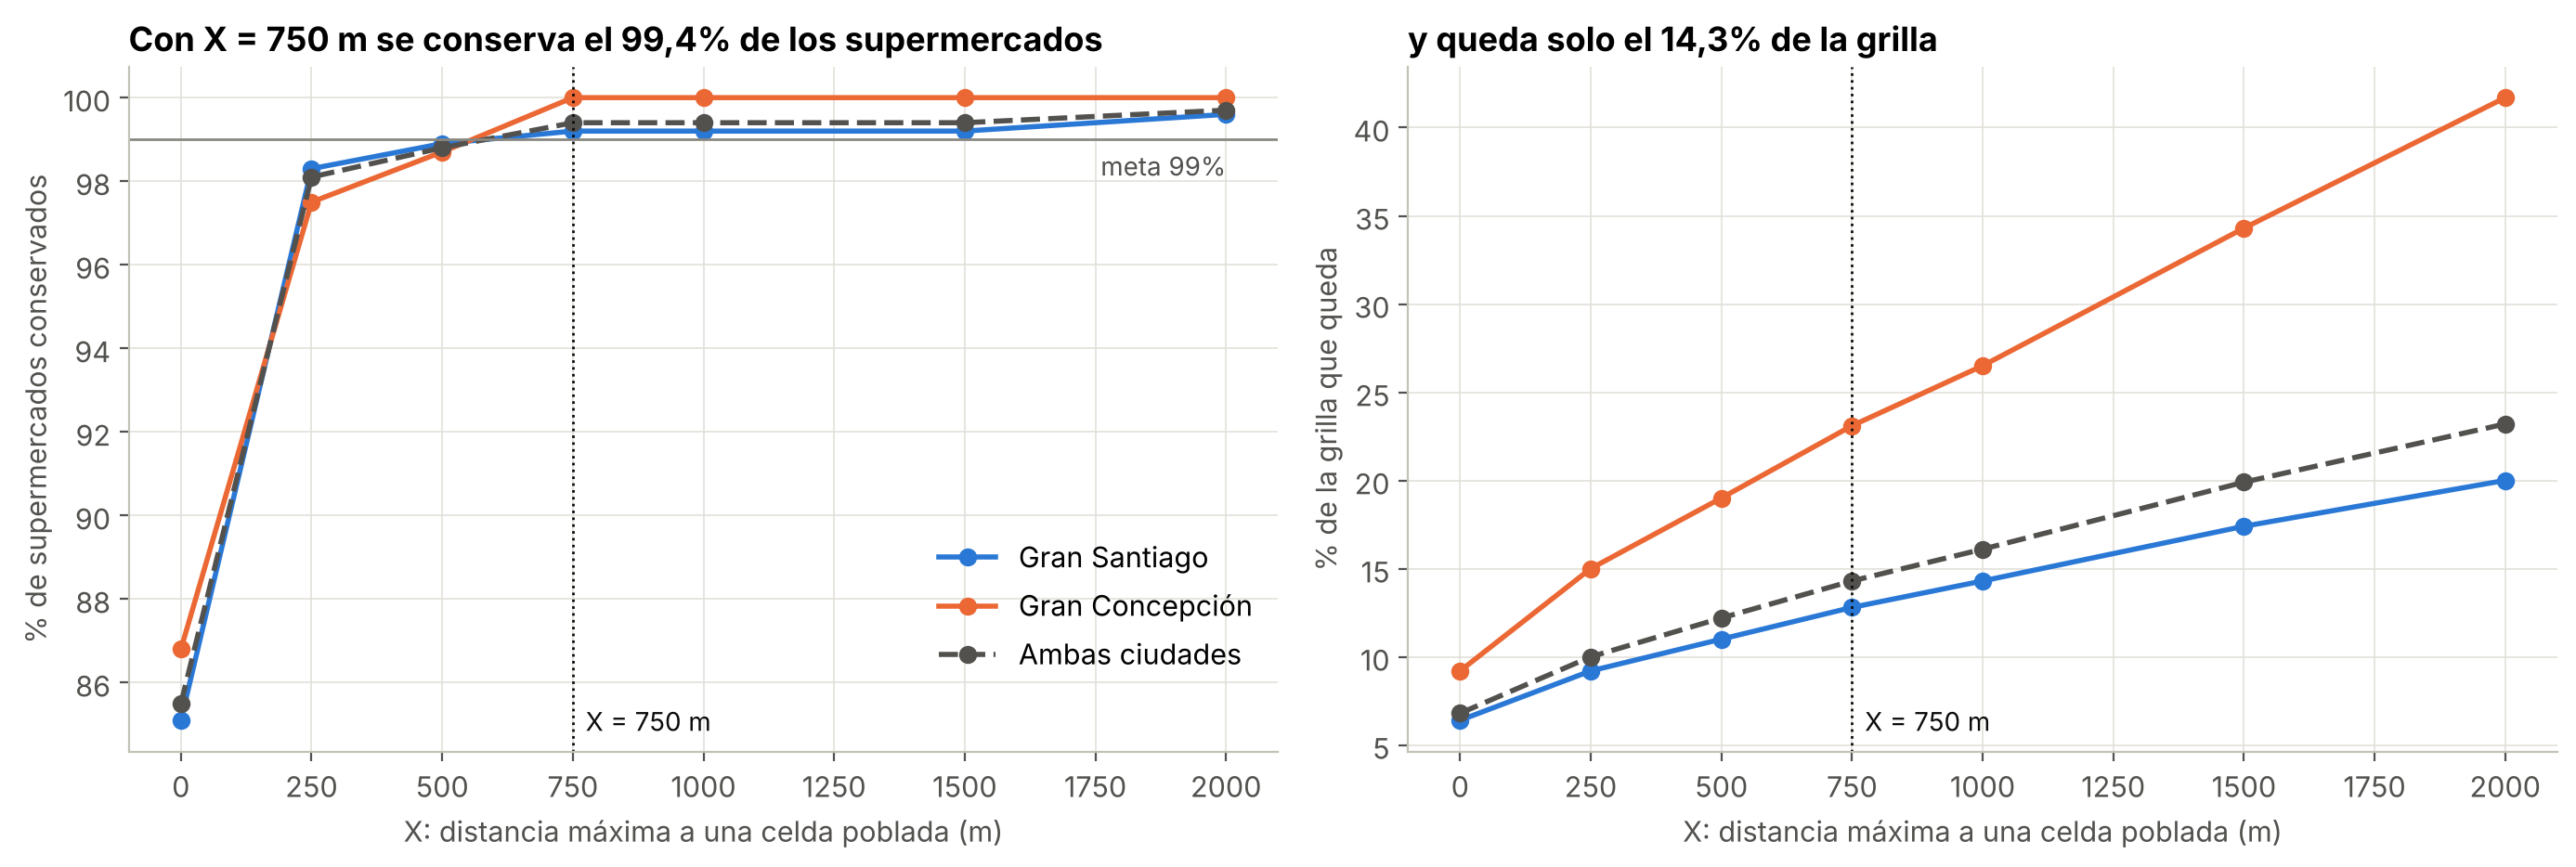 Con X = 750 m se conserva el 99,4% de los supermercados
% de supermercados conservados
100
98
96
94
92
90
88
86
meta 99%
Gran Santiago
Gran Concepción
Ambas ciudades
X = 750 m
0 250 500 750 1000 1250 1500 1750 2000
X: distancia máxima a una celda poblada (m)
y queda solo el 14,3% de la grilla
% de la grilla que queda
40
35
30
25
20
15
10
5
X = 750 m
0 250 500 750 1000 1250 1500 1750 2000
X: distancia máxima a una celda poblada (m)